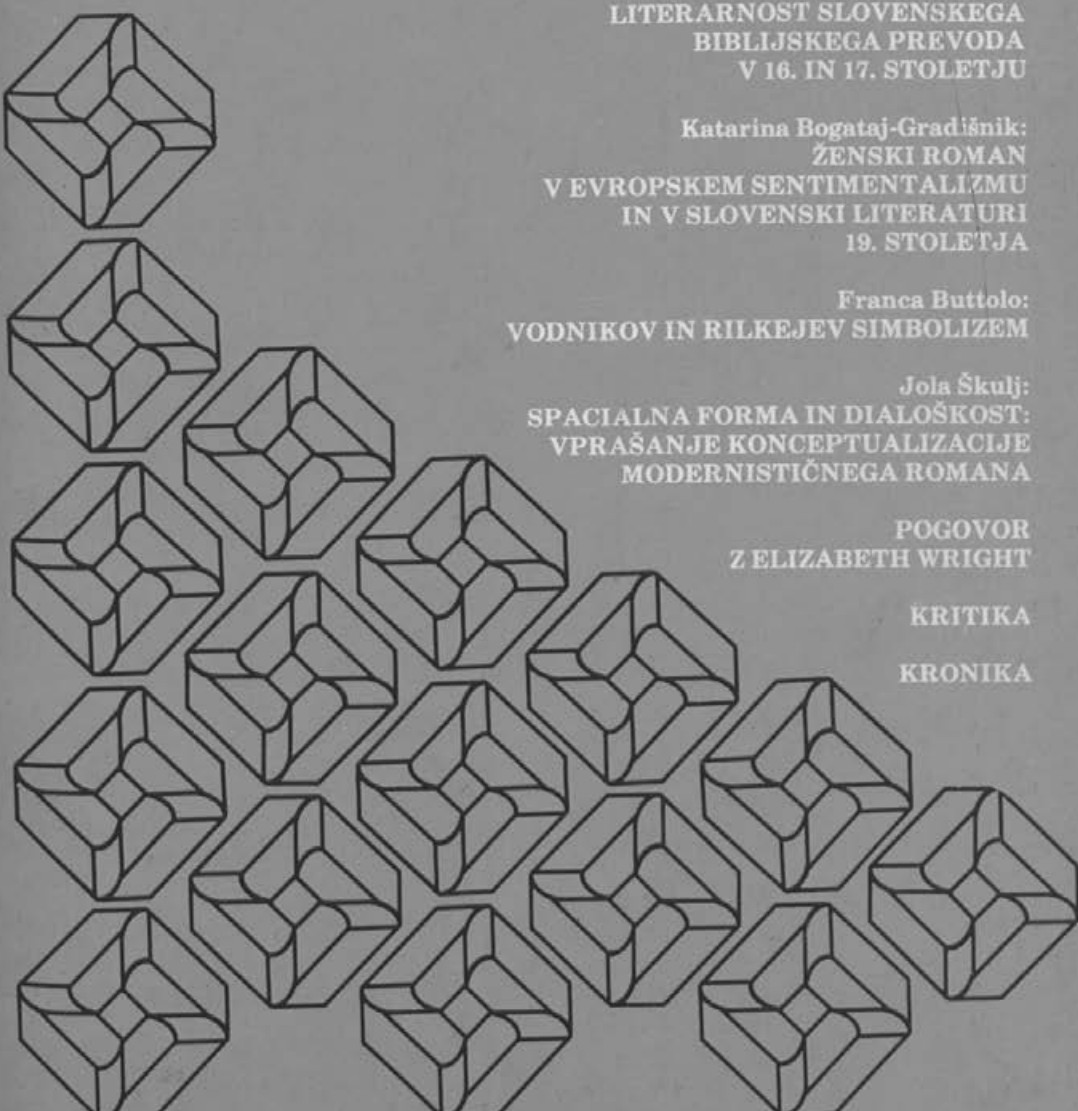 LITERARNOST SLOVENSKEGA
BIBLIJSKEGA PREVODA
V 16. IN 17. STOLETJU
Katarina Bogataj-Gradišnik:
ŽENSKI ROMAN
V EVROPSKEM SENTIMENTALIZMU
IN V SLOVENSKI LITERATURI
19. STOLETJA
Franca Buttolo:
VODNIKOV IN RILKEJEV SIMBOLIZEM
Jola Škulj:
SPACIALNA FORMA IN DIALOŠKOST:
VPRAŠANJE KONCEPTUALIZACIJE
MODERNISTIČNEGA ROMANA
POGOVOR
Z ELIZABETH WRIGHT
KRITIKA
KRONIKA